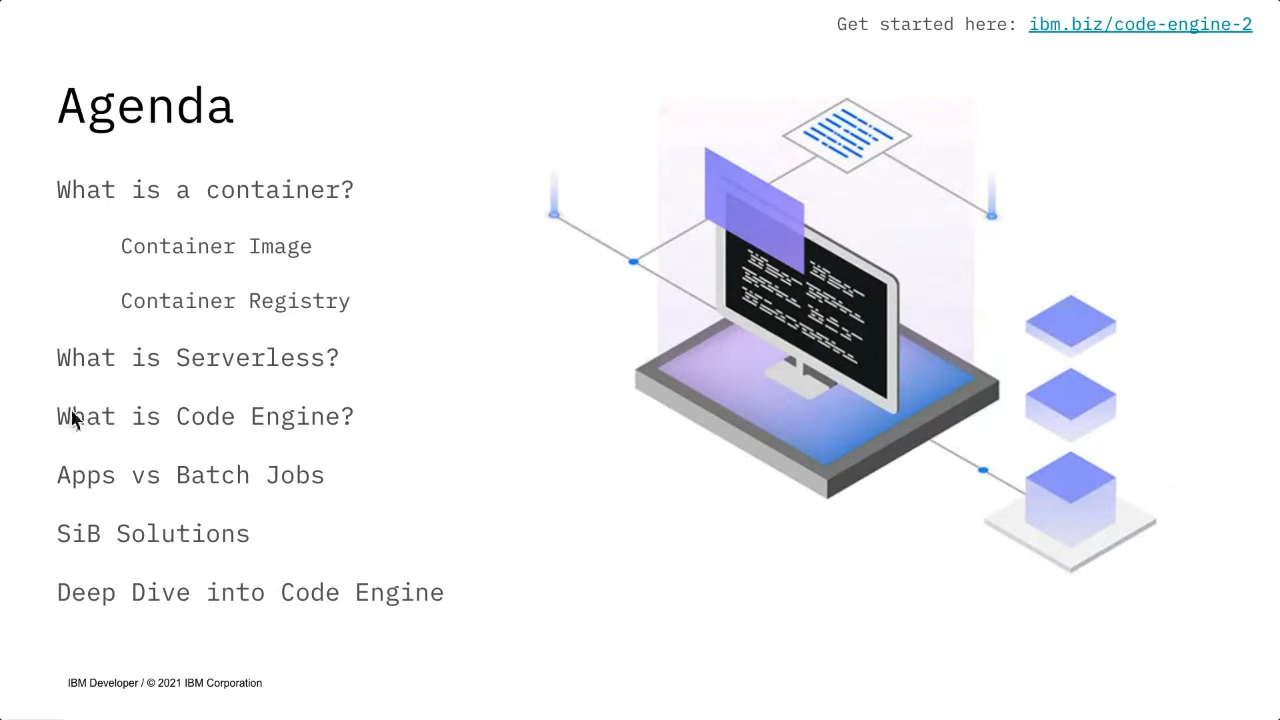 Get started here: ibm.biz/code-engine-2
Agenda
What is a container?
Container Image
Container Registry
What is Serverless?
What is Code Engine?
Apps vs Batch Jobs
SiB Solutions
Deep Dive into Code Engine
IBM Developer / © 2021 IBM Corporation